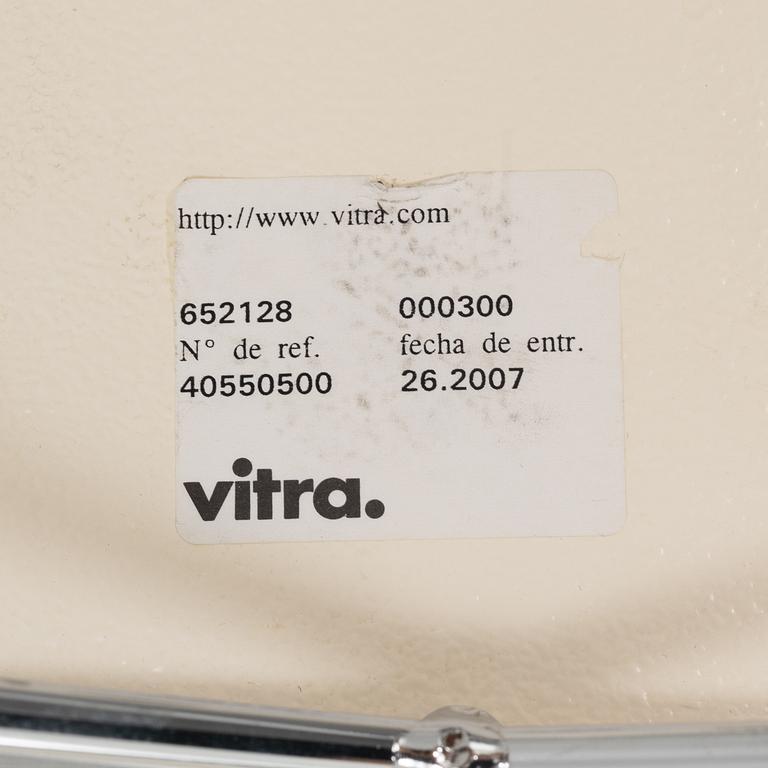 http://www.vitra.com
652128 000300
N° de ref. fecha de entr.
40550500 26.2007
vitra.